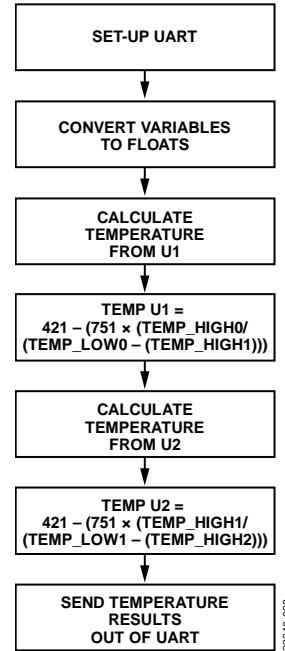 SET-UP UART
CONVERT VARIABLES
TO FLOATS
CALCULATE
TEMPERATURE
FROM U1
TEMP U1 =
421 – (751 × (TEMP_HIGH0/
(TEMP_LOW0 – (TEMP_HIGH1)))
CALCULATE
TEMPERATURE
FROM U2
TEMP U2 =
421 – (751 × (TEMP_HIGH1/
(TEMP_LOW1 – (TEMP_HIGH2)))
SEND TEMPERATURE
RESULTS
OUT OF UART